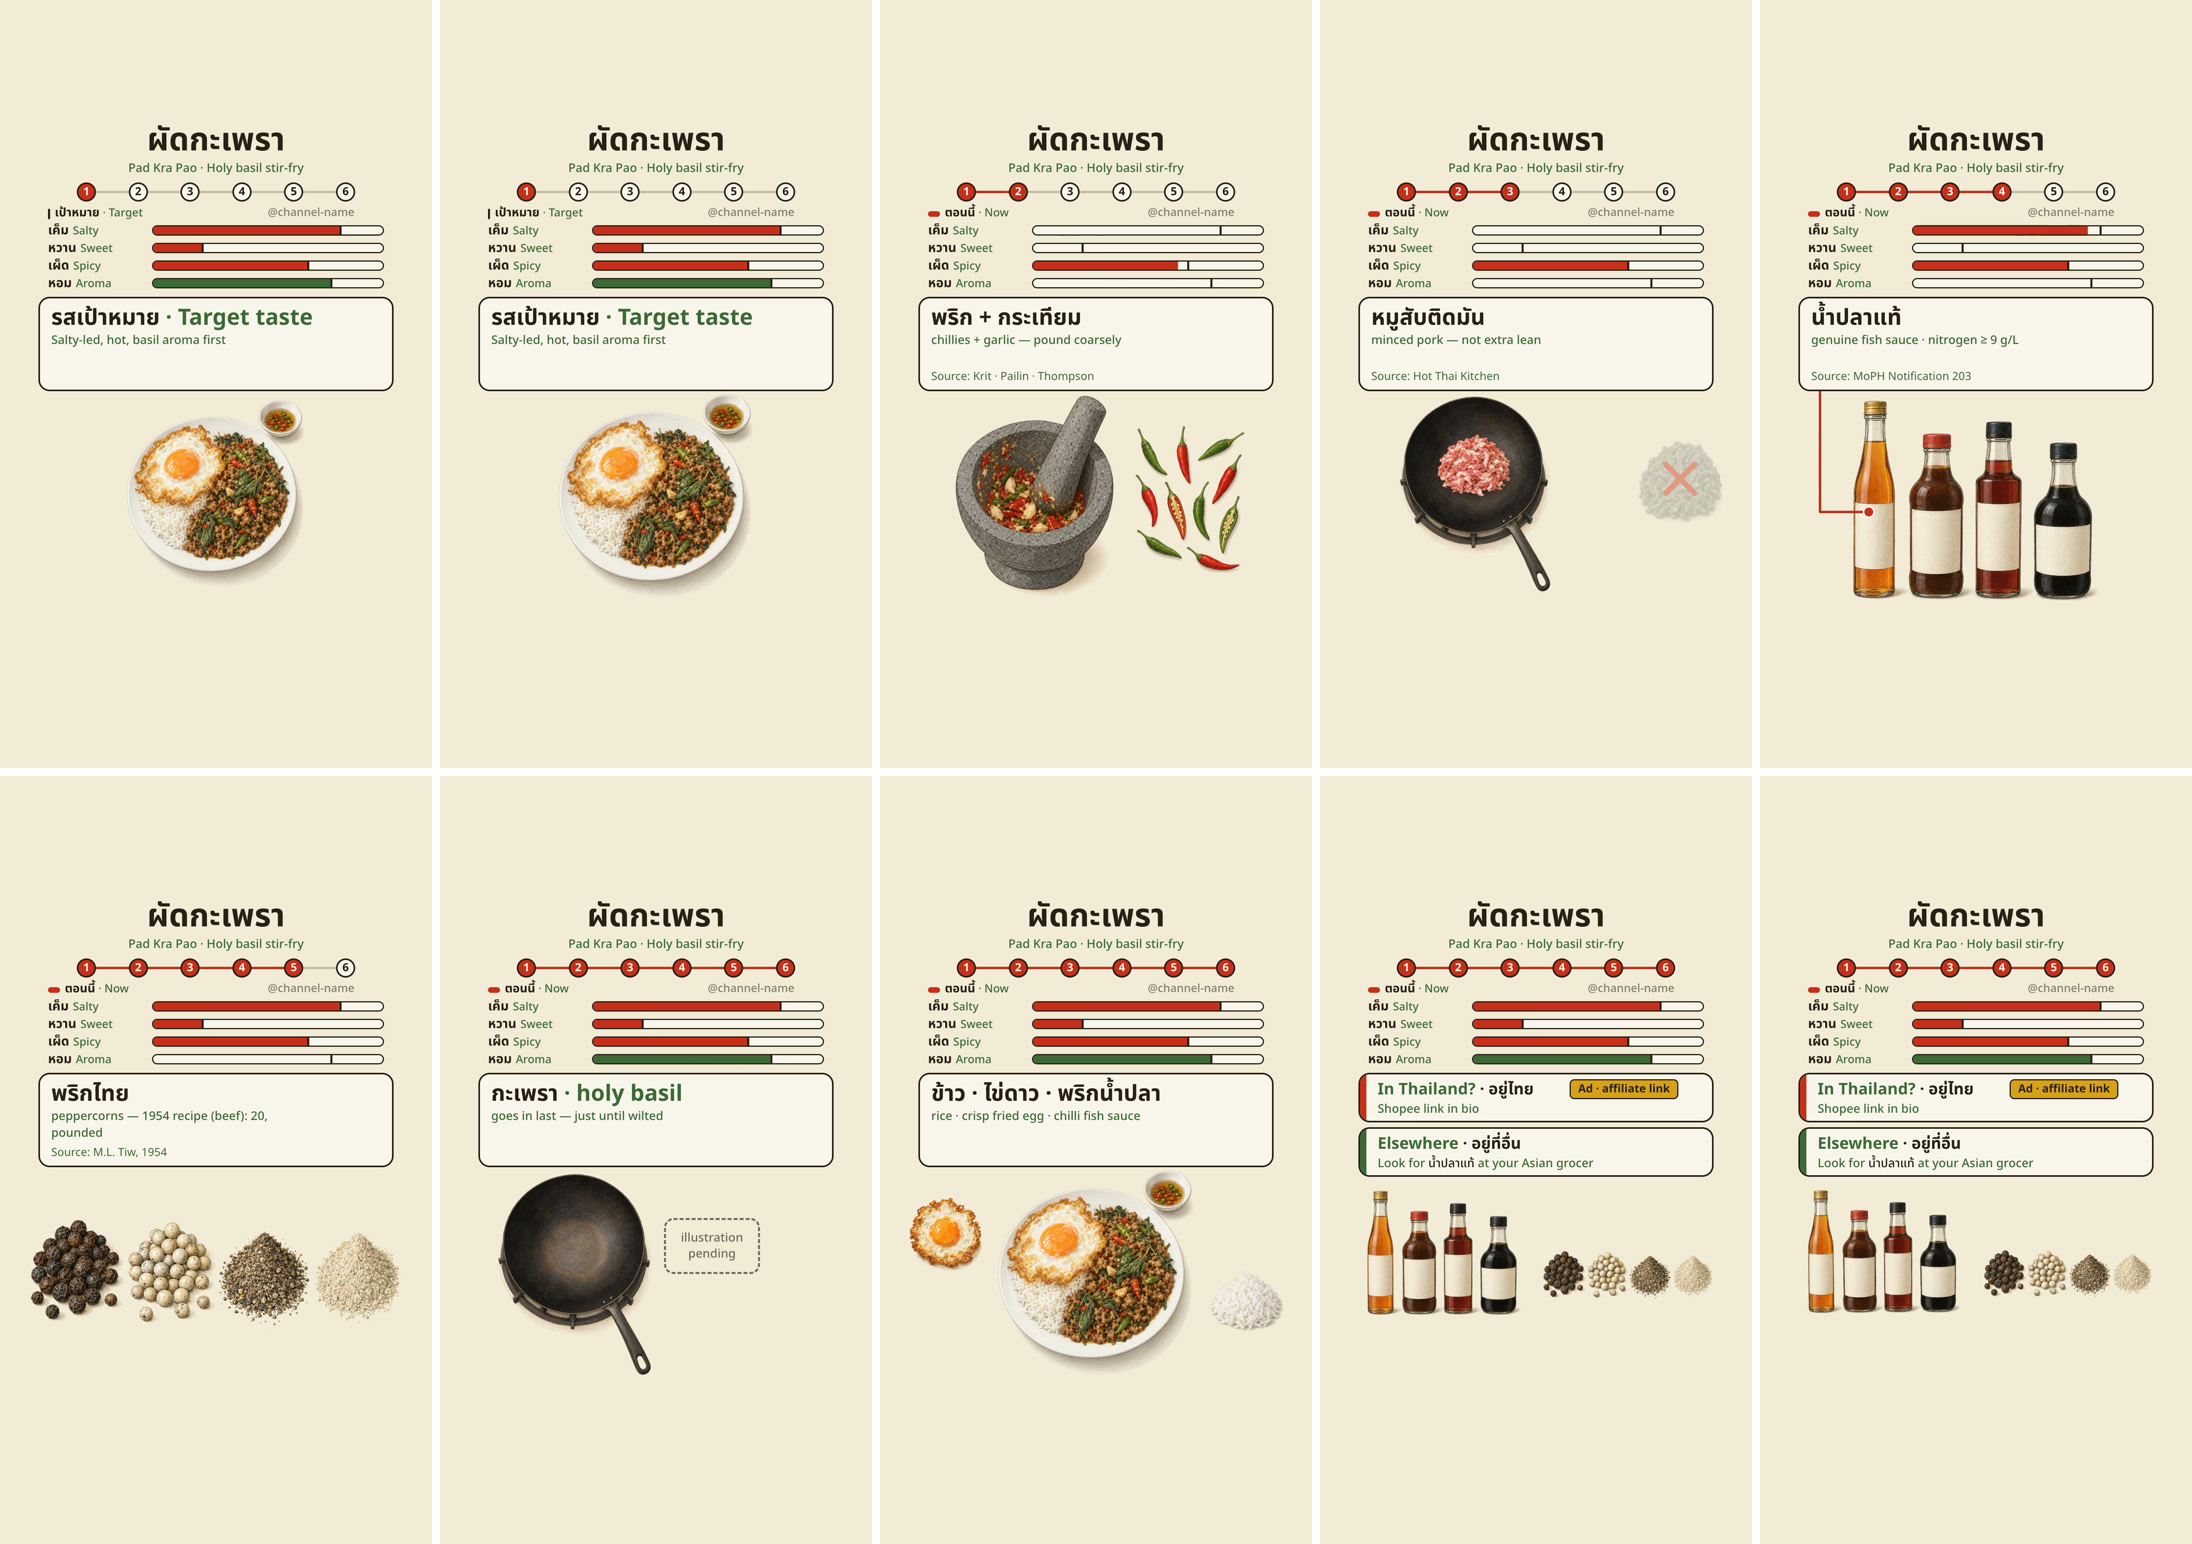 ผัดกะเพรา
Pad Kra Pao · Holy basil stir-fry
1 2 3 4 5 6
เป้าหมาย · Target @channel-name
เค็ม Salty
หวาน Sweet
เผ็ด Spicy
หอม Aroma
รสเป้าหมาย · Target taste
Salty-led, hot, basil aroma first
ผัดกะเพรา
Pad Kra Pao · Holy basil stir-fry
1 2 3 4 5 6
เป้าหมาย · Target @channel-name
เค็ม Salty
หวาน Sweet
เผ็ด Spicy
หอม Aroma
รสเป้าหมาย · Target taste
Salty-led, hot, basil aroma first
ผัดกะเพรา
Pad Kra Pao · Holy basil stir-fry
1 2 3 4 5 6
ตอนนี้ · Now @channel-name
เค็ม Salty
หวาน Sweet
เผ็ด Spicy
หอม Aroma
พริก + กระเทียม
chillies + garlic — pound coarsely
Source: Krit · Pailin · Thompson
ผัดกะเพรา
Pad Kra Pao · Holy basil stir-fry
1 2 3 4 5 6
ตอนนี้ · Now @channel-name
เค็ม Salty
หวาน Sweet
เผ็ด Spicy
หอม Aroma
หมูสับติดมัน
minced pork — not extra lean
Source: Hot Thai Kitchen
ผัดกะเพรา
Pad Kra Pao · Holy basil stir-fry
1 2 3 4 5 6
ตอนนี้ · Now @channel-name
เค็ม Salty
หวาน Sweet
เผ็ด Spicy
หอม Aroma
น้ำปลาแท้
genuine fish sauce · nitrogen ≥ 9 g/L
Source: MoPH Notification 203
ผัดกะเพรา
Pad Kra Pao · Holy basil stir-fry
1 2 3 4 5 6
ตอนนี้ · Now @channel-name
เค็ม Salty
หวาน Sweet
เผ็ด Spicy
หอม Aroma
พริกไทย
peppercorns — 1954 recipe (beef): 20,
pounded
Source: M.L. Tiw, 1954
ผัดกะเพรา
Pad Kra Pao · Holy basil stir-fry
1 2 3 4 5 6
ตอนนี้ · Now @channel-name
เค็ม Salty
หวาน Sweet
เผ็ด Spicy
หอม Aroma
กะเพรา · holy basil
goes in last — just until wilted
illustration
pending
ผัดกะเพรา
Pad Kra Pao · Holy basil stir-fry
1 2 3 4 5 6
ตอนนี้ · Now @channel-name
เค็ม Salty
หวาน Sweet
เผ็ด Spicy
หอม Aroma
ข้าว · ไข่ดาว · พริกน้ำปลา
rice · crisp fried egg · chilli fish sauce
ผัดกะเพรา
Pad Kra Pao · Holy basil stir-fry
1 2 3 4 5 6
ตอนนี้ · Now @channel-name
เค็ม Salty
หวาน Sweet
เผ็ด Spicy
หอม Aroma
In Thailand? · อยู่ไทย Ad · affiliate link
Shopee link in bio
Elsewhere · อยู่ที่อื่น
Look for น้ำปลาแท้ at your Asian grocer
ผัดกะเพรา
Pad Kra Pao · Holy basil stir-fry
1 2 3 4 5 6
ตอนนี้ · Now @channel-name
เค็ม Salty
หวาน Sweet
เผ็ด Spicy
หอม Aroma
In Thailand? · อยู่ไทย Ad · affiliate link
Shopee link in bio
Elsewhere · อยู่ที่อื่น
Look for น้ำปลาแท้ at your Asian grocer